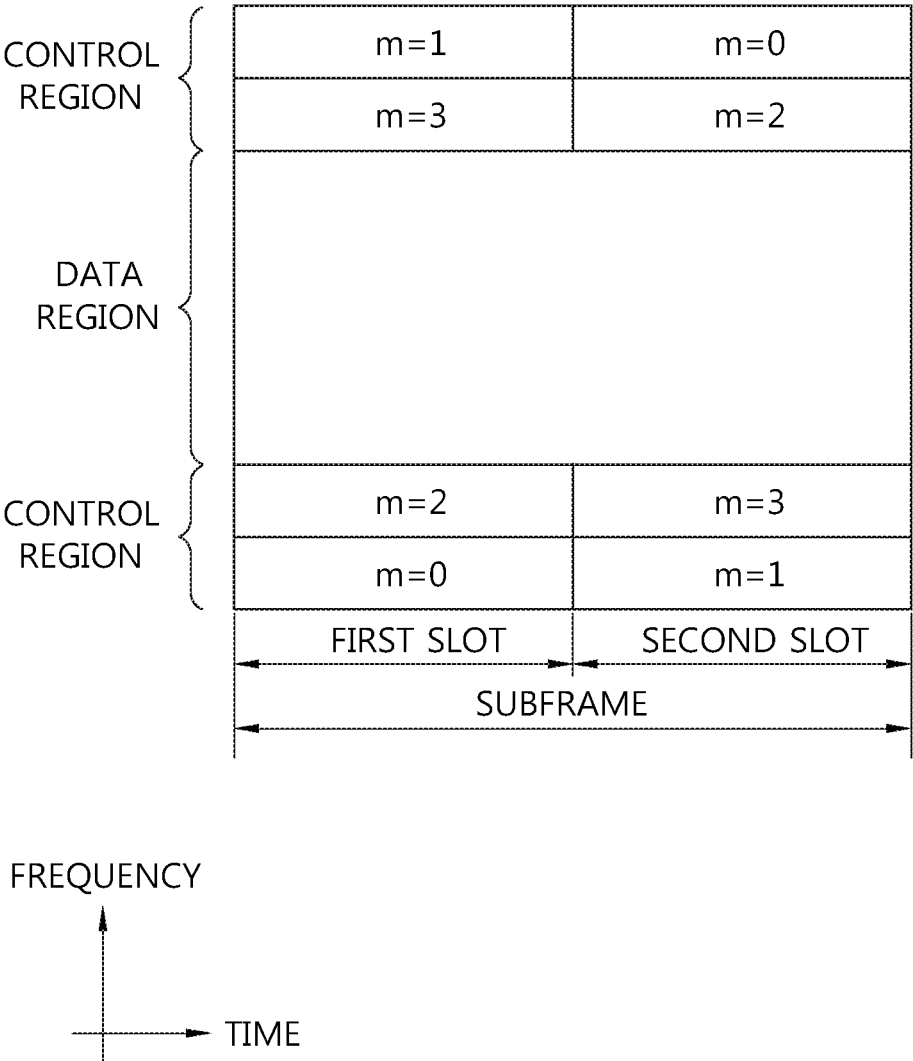 CONTROL
REGION
m=1
m=0
m=3
m=2
DATA
REGION
CONTROL
REGION
m=2
m=3
m=0
m=1
FIRST SLOT
SECOND SLOT
SUBFRAME
FREQUENCY
TIME